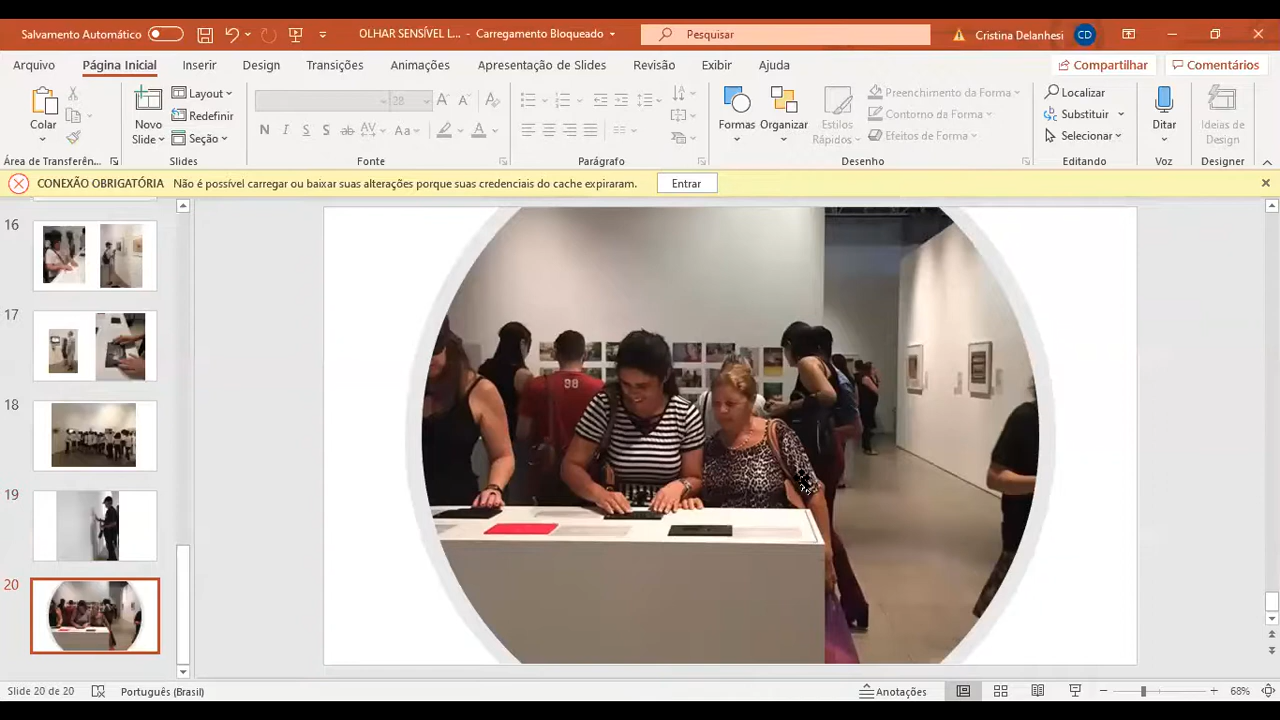 Salvamento Automático
OLHAR SENSÍVEL L... - Carregamento Bloqueado
Pesquisar
Cristina Delanhesi
CD
Arquivo
Página Inicial
Inserir
Design
Transições
Animações
Apresentação de Slides
Revisão
Exibir
Ajuda
Compartilhar
Comentários
Colar
Novo
Slide
Layout
Redefinir
Seção
28
N I S S ab AV Aa A
Formas
Organizar
Estilos
Rápidos
Preenchimento da Forma
Contorno da Forma
Efeitos de Forma
Localizar
Substituir
Selecionar
Ditar
Ideias de
Design
Área de Transferên...
Slides
Fonte
Parágrafo
Desenho
Editando
Voz
Designer
CONEXÃO OBRIGATÓRIA Não é possível carregar ou baixar suas alterações porque suas credenciais do cache expiraram.
Entrar
16
17
18
19
20
98
Slide 20 de 20
Português (Brasil)
Anotações
68%